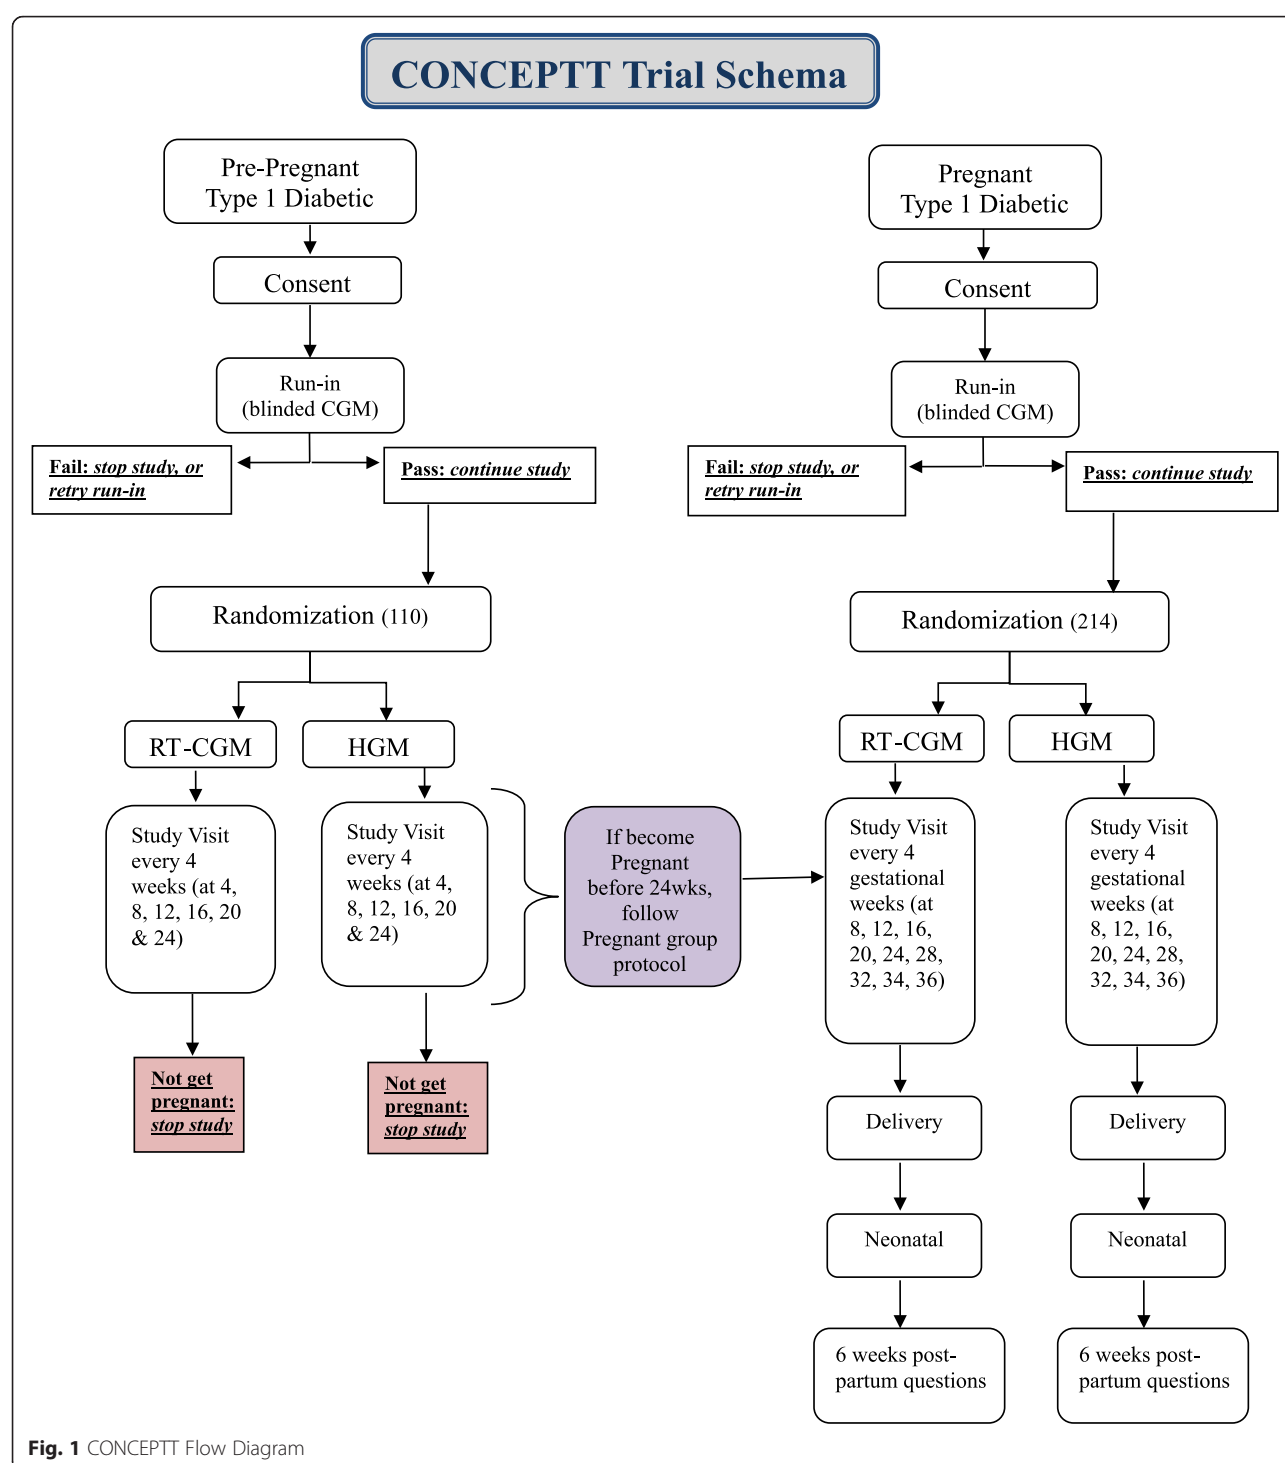 CONCEPTT Trial Schema
Pre-Pregnant
Type 1 Diabetic
Consent
Run-in
(blinded CGM)
Fail: stop study, or
retry run-in
Pass: continue study
Randomization (110)
RT-CGM
HGM
Study Visit
every 4
weeks (at 4,
8, 12, 16, 20
& 24)
Study Visit
every 4
weeks (at 4,
8, 12, 16, 20
& 24)
Not get
pregnant:
stop study
Not get
pregnant:
stop study
If become
Pregnant
before 24wks,
follow
Pregnant group
protocol
Pregnant
Type 1 Diabetic
Consent
Run-in
(blinded CGM)
Fail: stop study, or
retry run-in
Pass: continue study
Randomization (214)
RT-CGM
HGM
Study Visit
every 4
gestational
weeks (at
8, 12, 16,
20, 24, 28,
32, 34, 36)
Study Visit
every 4
gestational
weeks (at
8, 12, 16,
20, 24, 28,
32, 34, 36)
Delivery
Delivery
Neonatal
Neonatal
6 weeks post-
partum questions
6 weeks post-
partum questions
Fig. 1 CONCEPTT Flow Diagram